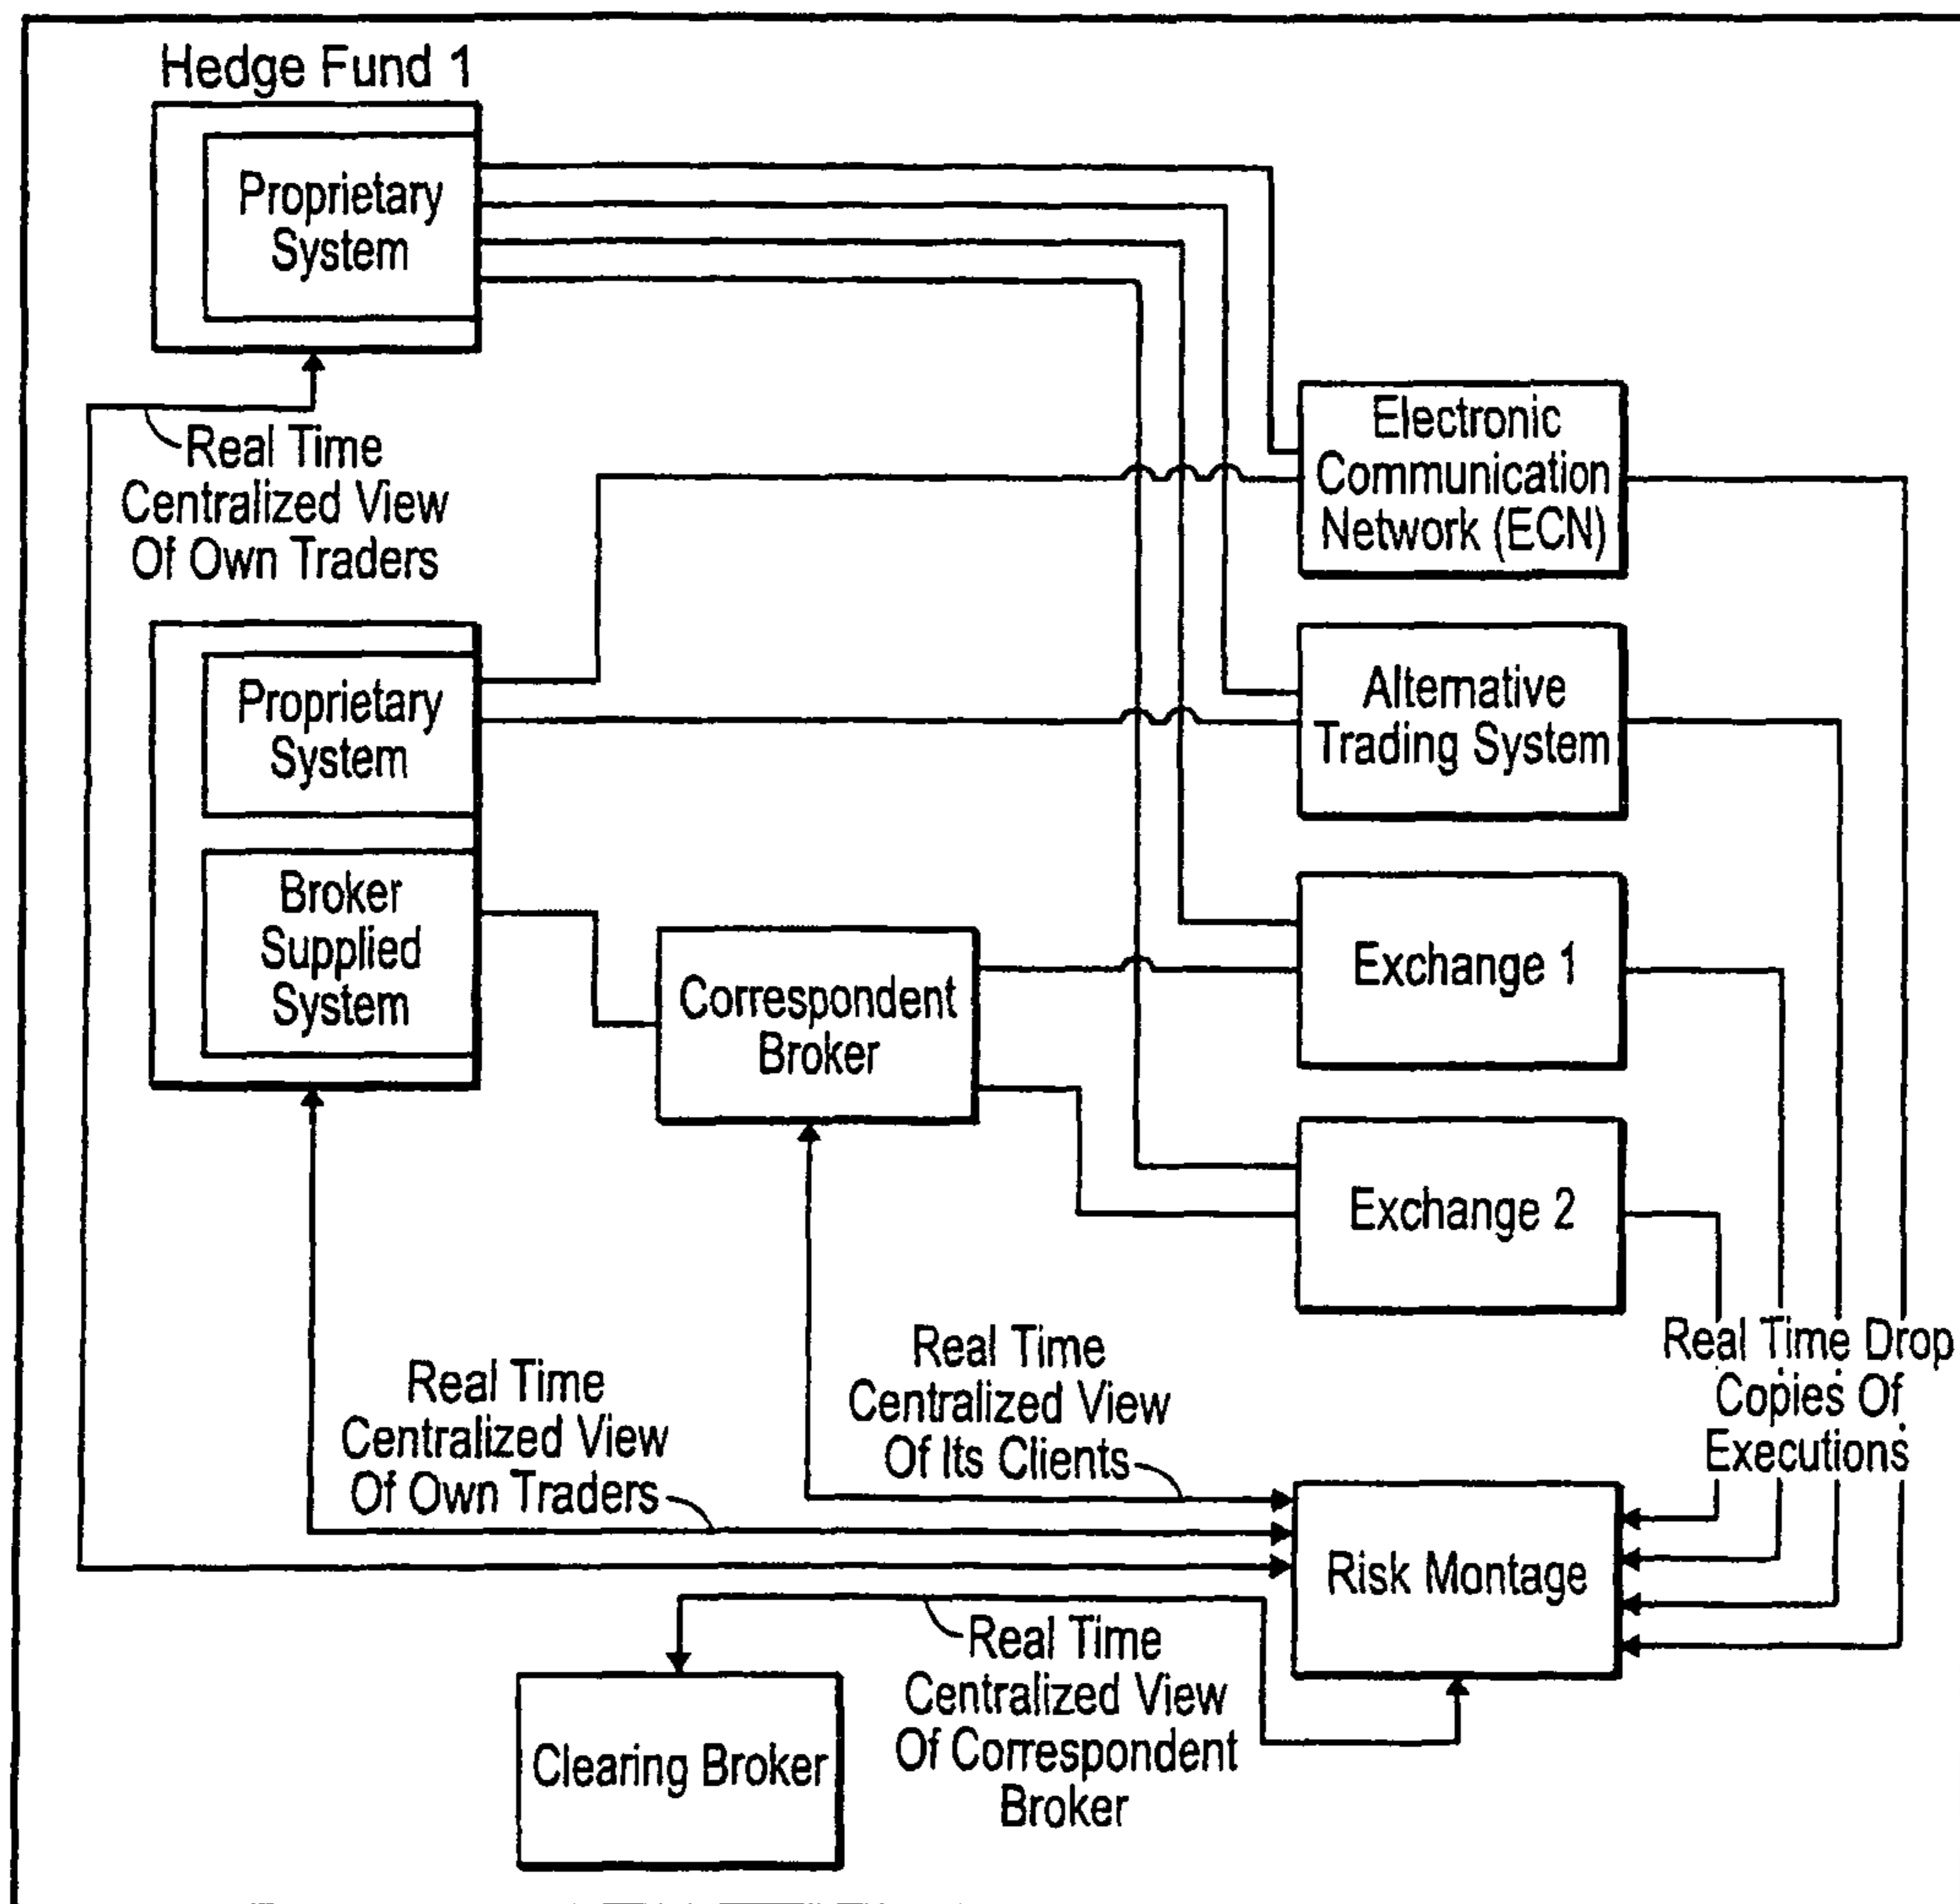 Hedge Fund 1
Proprietary
System
Real Time
Centralized View
Of Own Traders
Electronic
Communication
Network (ECN)
Proprietary
System
Alternative
Trading System
Broker
Supplied
System
Correspondent
Broker
Exchange 1
Exchange 2
Real Time Drop
Copies Of
Executions
Real Time
Centralized View
Of Own Traders
Real Time
Centralized View
Of Its Clients
Risk Montage
Real Time
Centralized View
Of Correspondent
Broker
Clearing Broker